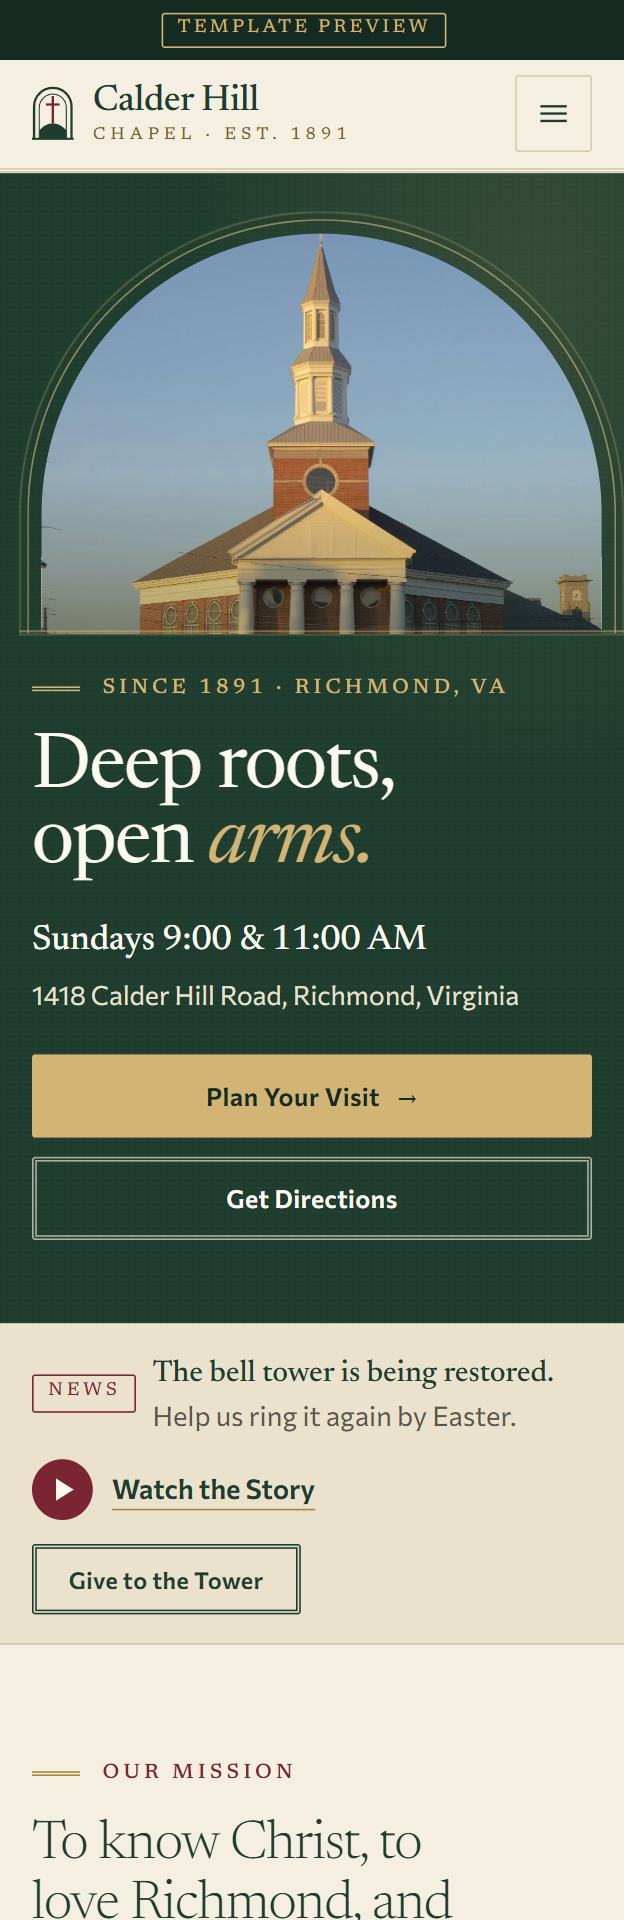 TEMPLATE PREVIEW
Calder Hill
CHAPEL · EST. 1891
SINCE 1891 · RICHMOND, VA
Deep roots,
open arms.
Sundays 9:00 & 11:00 AM
1418 Calder Hill Road, Richmond, Virginia
Plan Your Visit →
Get Directions
NEWS
The bell tower is being restored.
Help us ring it again by Easter.
Watch the Story
Give to the Tower
OUR MISSION
To know Christ, to
love Richmond, and